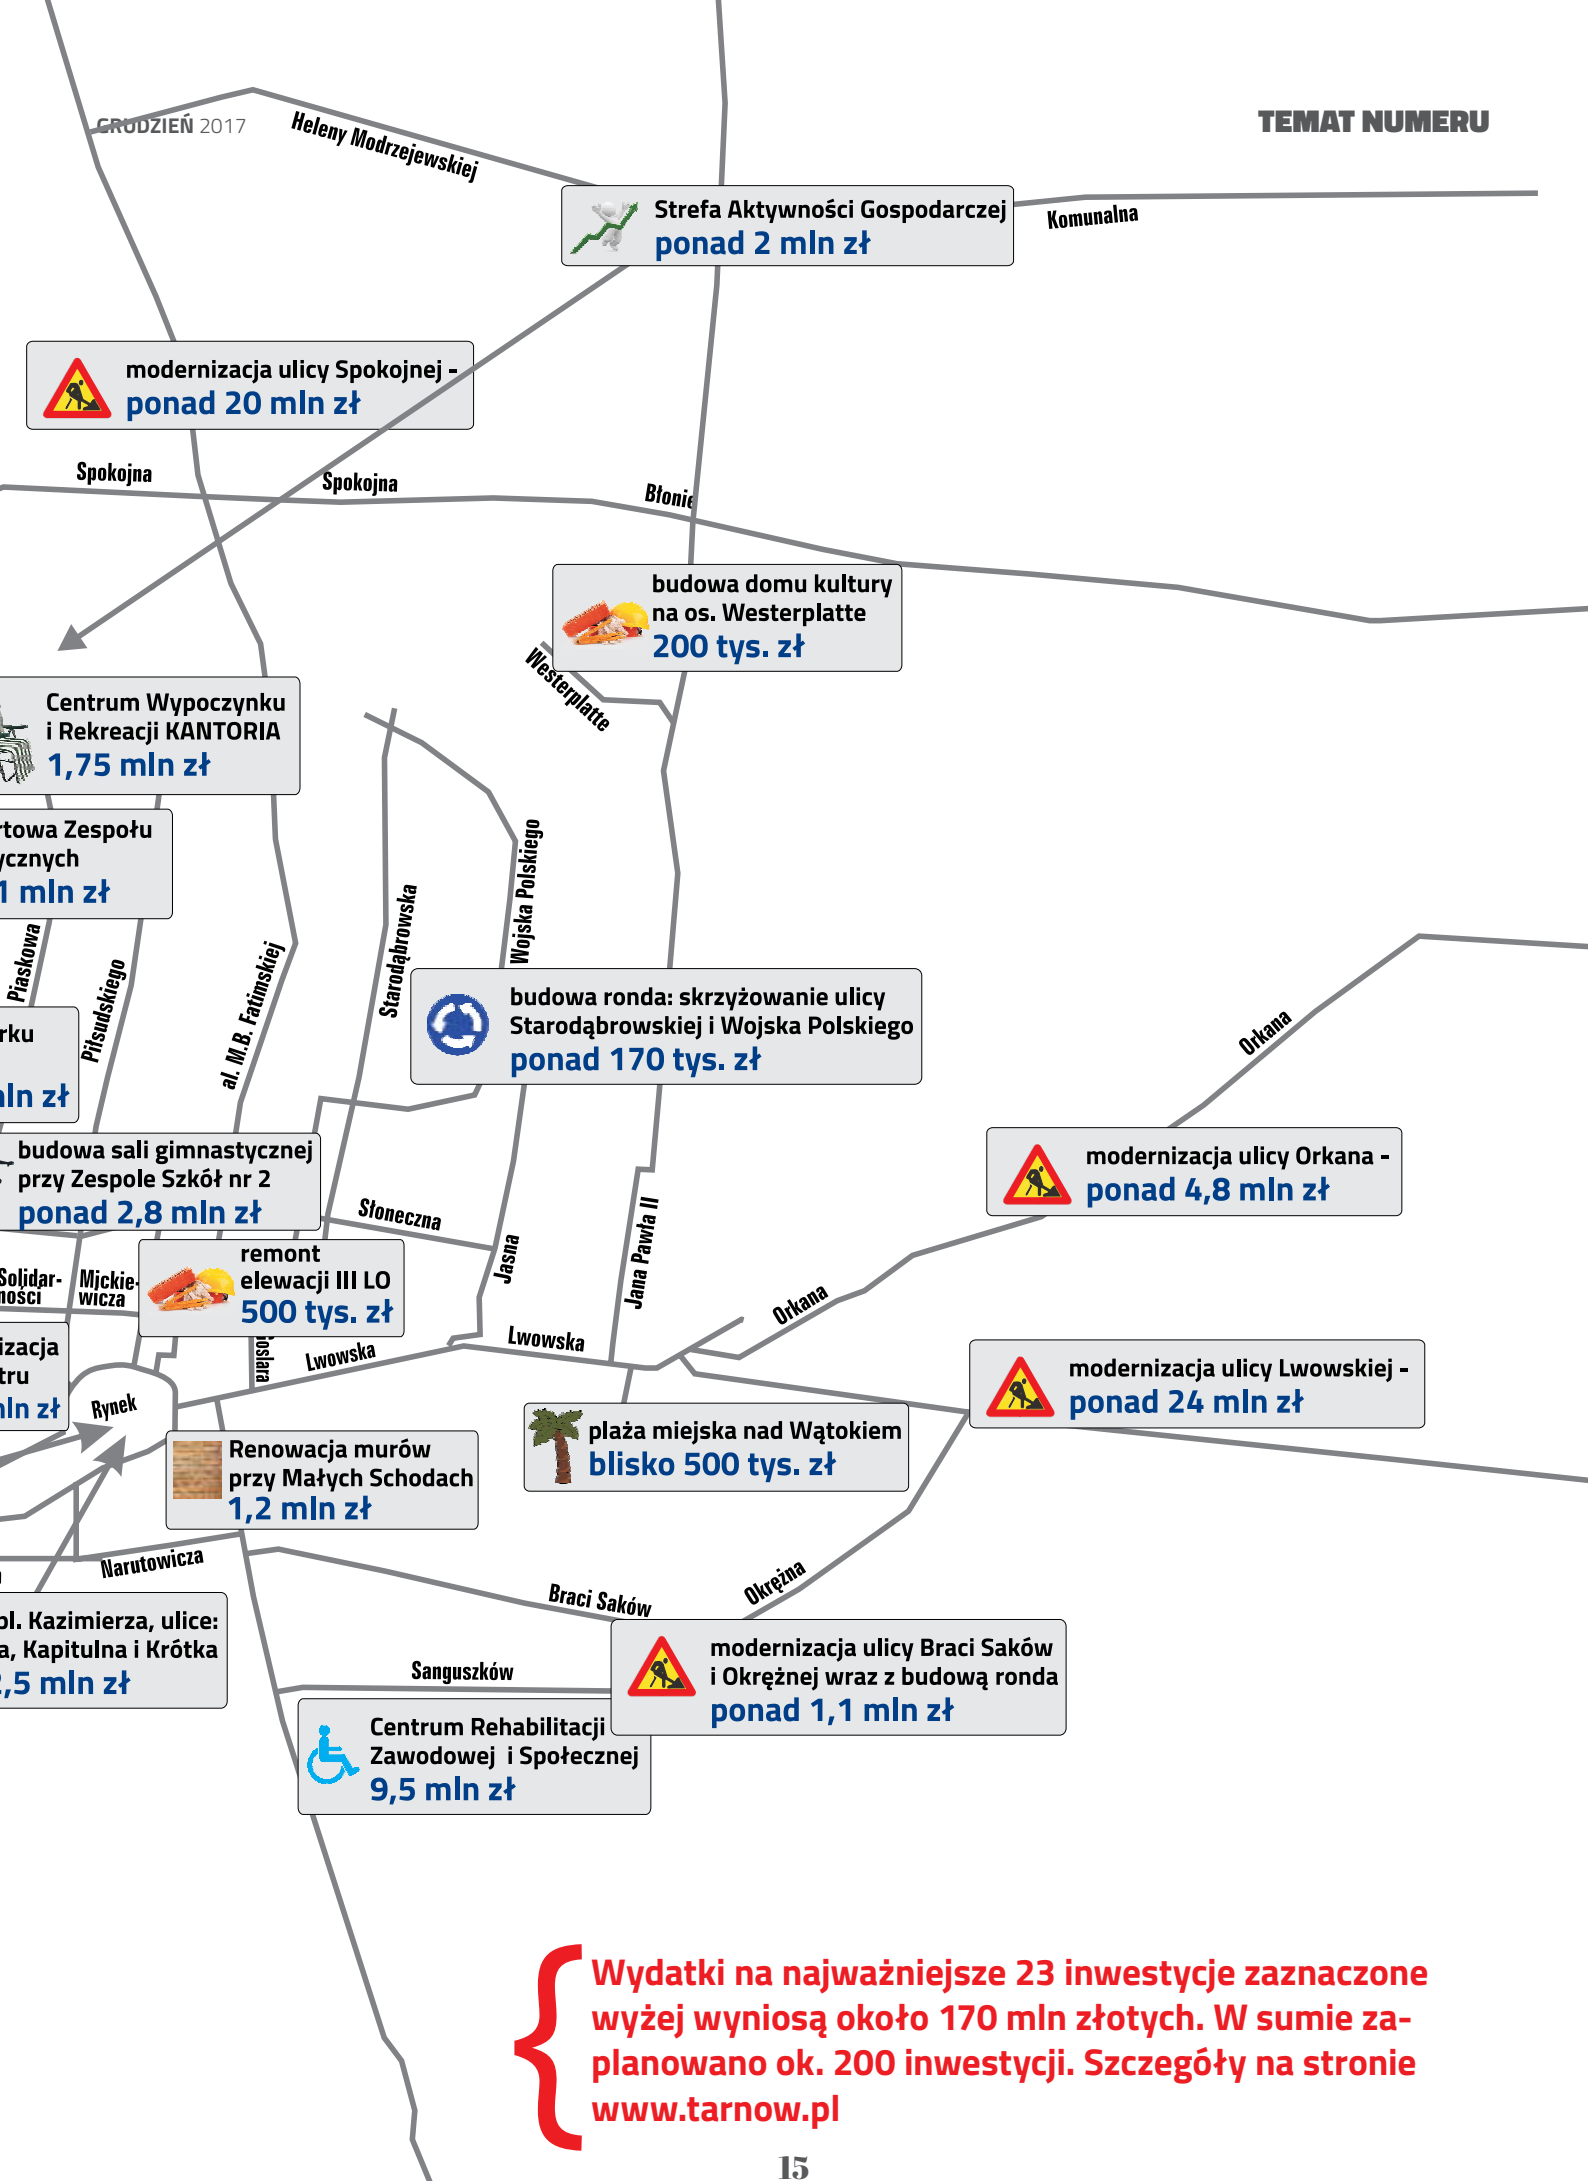 GRUDZIEŃ 2017
TEMAT NUMERU
Heleny Modrzejewskiej
Strefa Aktywności Gospodarczej
ponad 2 mln zł
Komunalna
modernizacja ulicy Spokojnej -
ponad 20 mln zł
Spokojna
Spokojna
Błonie
budowa domu kultury
na os. Westerplatte
200 tys. zł
Westerplatte
Centrum Wypoczynku
i Rekreacji KANTORIA
1,75 mln zł
rtowa Zespołu
ycznych
1 mln zł
Piaskowa
Piłsudskiego
al. M.B. Fatimskiej
Starodąbrowska
Wojska Polskiego
budowa ronda: skrzyżowanie ulicy
Starodąbrowskiej i Wojska Polskiego
ponad 170 tys. zł
rku
mln zł
Orkana
budowa sali gimnastycznej
przy Zespole Szkół nr 2
ponad 2,8 mln zł
modernizacja ulicy Orkana -
ponad 4,8 mln zł
Słoneczna
Jasna
Jana Pawła II
Solidar-
ności
Mickie-
wicza
remont
elewacji III LO
500 tys. zł
Orkana
izacja
tru
mln zł
Lwowska
Lwowska
Rynek
modernizacja ulicy Lwowskiej -
ponad 24 mln zł
plaża miejska nad Wątokiem
blisko 500 tys. zł
Renowacja murów
przy Małych Schodach
1,2 mln zł
Narutowicza
Braci Saków
Okrężna
pl. Kazimierza, ulice:
a, Kapitulna i Krótka
2,5 mln zł
Sanguszków
modernizacja ulicy Braci Saków
i Okrężnej wraz z budową ronda
ponad 1,1 mln zł
Centrum Rehabilitacji
Zawodowej i Społecznej
9,5 mln zł
Wydatki na najważniejsze 23 inwestycje zaznaczone
wyżej wyniosą około 170 mln złotych. W sumie za-
planowano ok. 200 inwestycji. Szczegóły na stronie
www.tarnow.pl
15